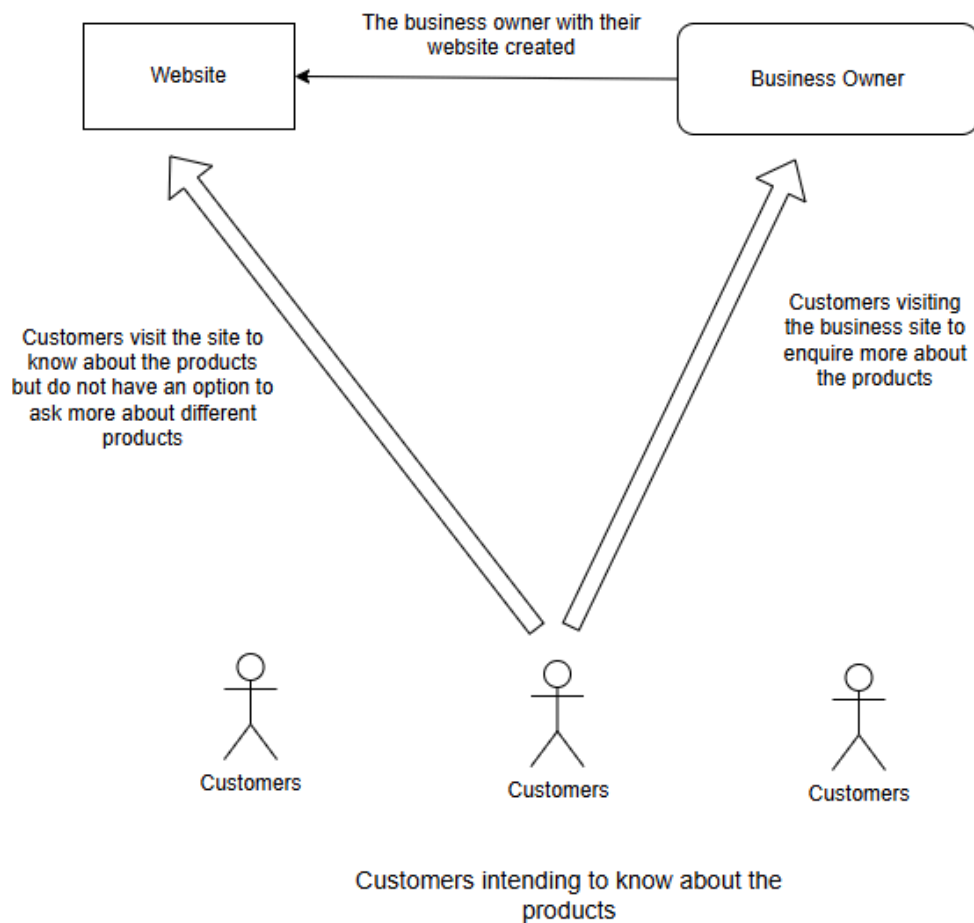 The business owner with their
website created
Website
Business Owner
Customers visit the site to
know about the products
but do not have an option to
ask more about different
products
Customers visiting
the business site to
enquire more about
the products
Customers
Customers
Customers
Customers intending to know about the
products